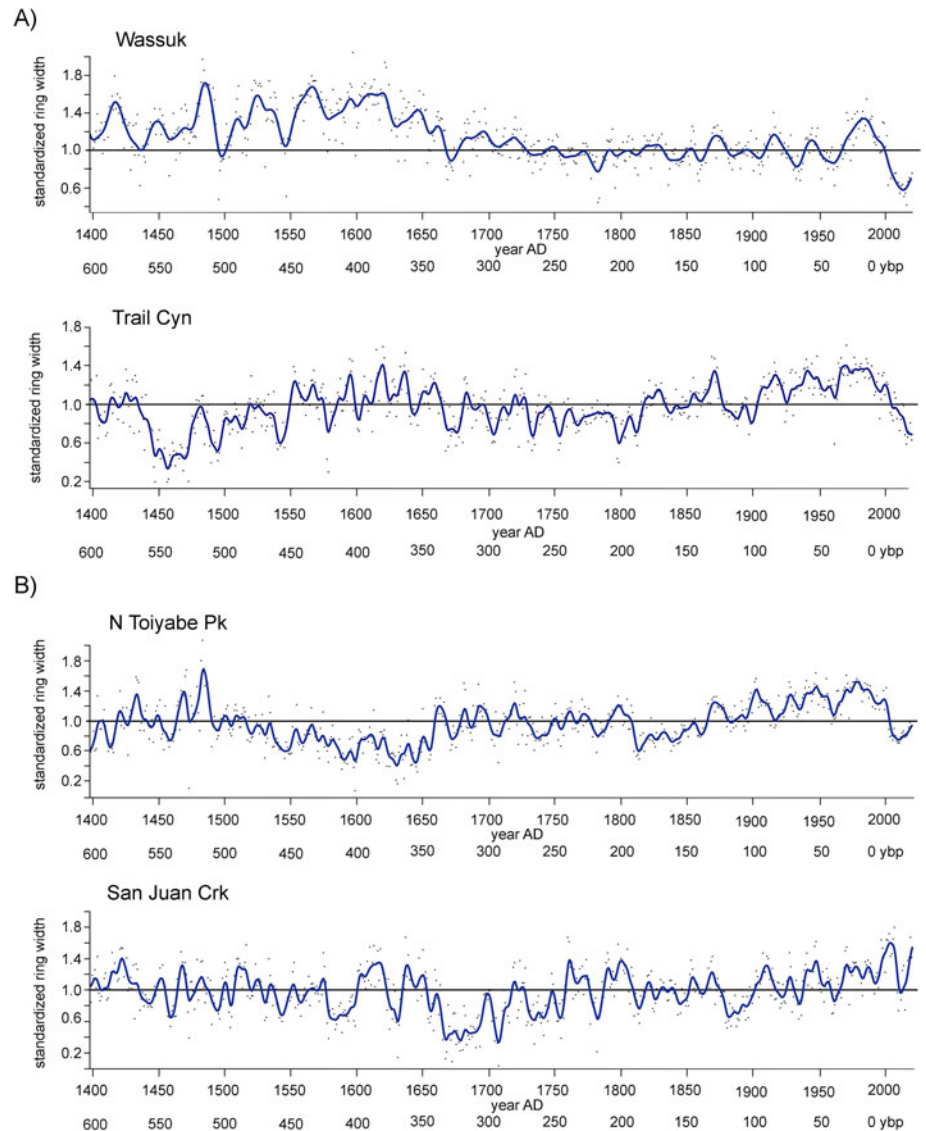 A)
Wassuk
standardized ring width
1.8
1.4
1.0
0.6
1400 1450 1500 1550 1600 1650 1700 1750 1800 1850 1900 1950 2000
year AD
600 550 500 450 400 350 300 250 200 150 100 50 0 ybp
Trail Cyn
standardized ring width
1.8
1.4
1.0
0.6
0.2
1400 1450 1500 1550 1600 1650 1700 1750 1800 1850 1900 1950 2000
year AD
600 550 500 450 400 350 300 250 200 150 100 50 0 ybp
B)
N Toiyabe Pk
standardized ring width
1.8
1.4
1.0
0.6
0.2
1400 1450 1500 1550 1600 1650 1700 1750 1800 1850 1900 1950 2000
year AD
600 550 500 450 400 350 300 250 200 150 100 50 0 ybp
San Juan Crk
standardized ring width
1.8
1.4
1.0
0.6
0.2
1400 1450 1500 1550 1600 1650 1700 1750 1800 1850 1900 1950 2000
year AD
600 550 500 450 400 350 300 250 200 150 100 50 0 ybp